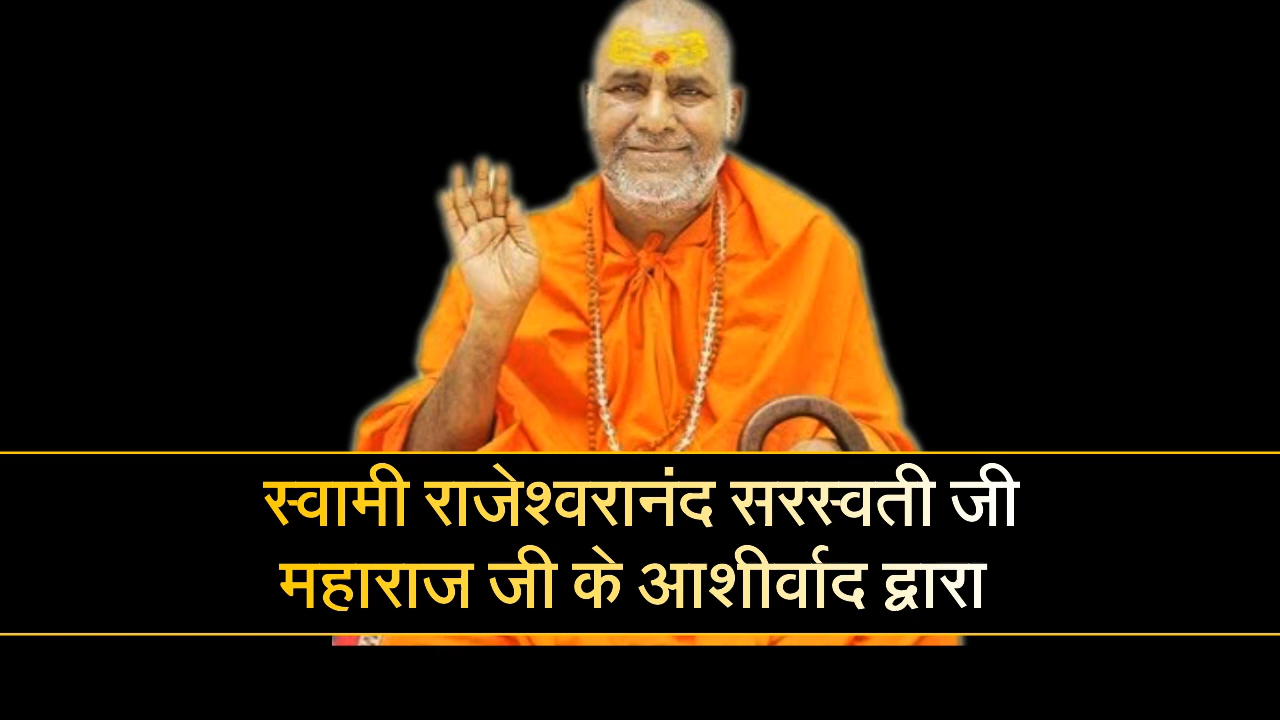 स्वामी राजेश्वरानंद सरस्वती जी
महाराज जी के आशीर्वाद द्वारा